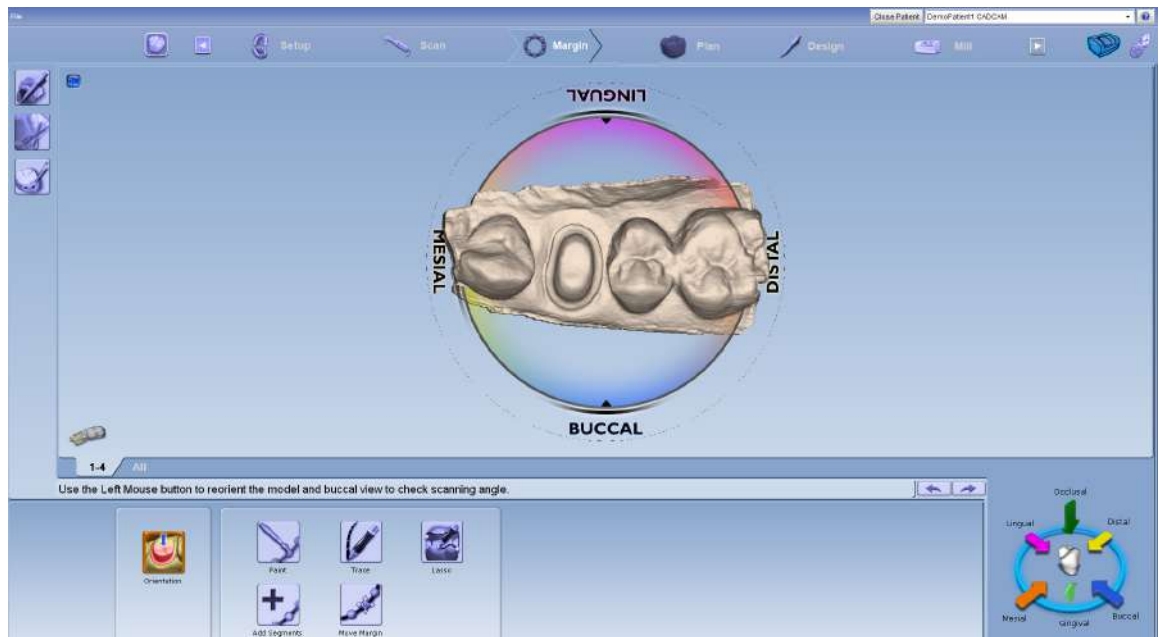 File
Close Patient DemoPatient1 CADCAM
Setup Scan Margin Plan Design Mill
LINGUAL
MESIAL
DISTAL
BUCCAL
1-4 All
Use the Left Mouse button to reorient the model and buccal view to check scanning angle.
Occlusal
Lingual Distal
Orientation Paint Trace Lasso
Mesial Gingival Buccal
Add Segments Move Margin